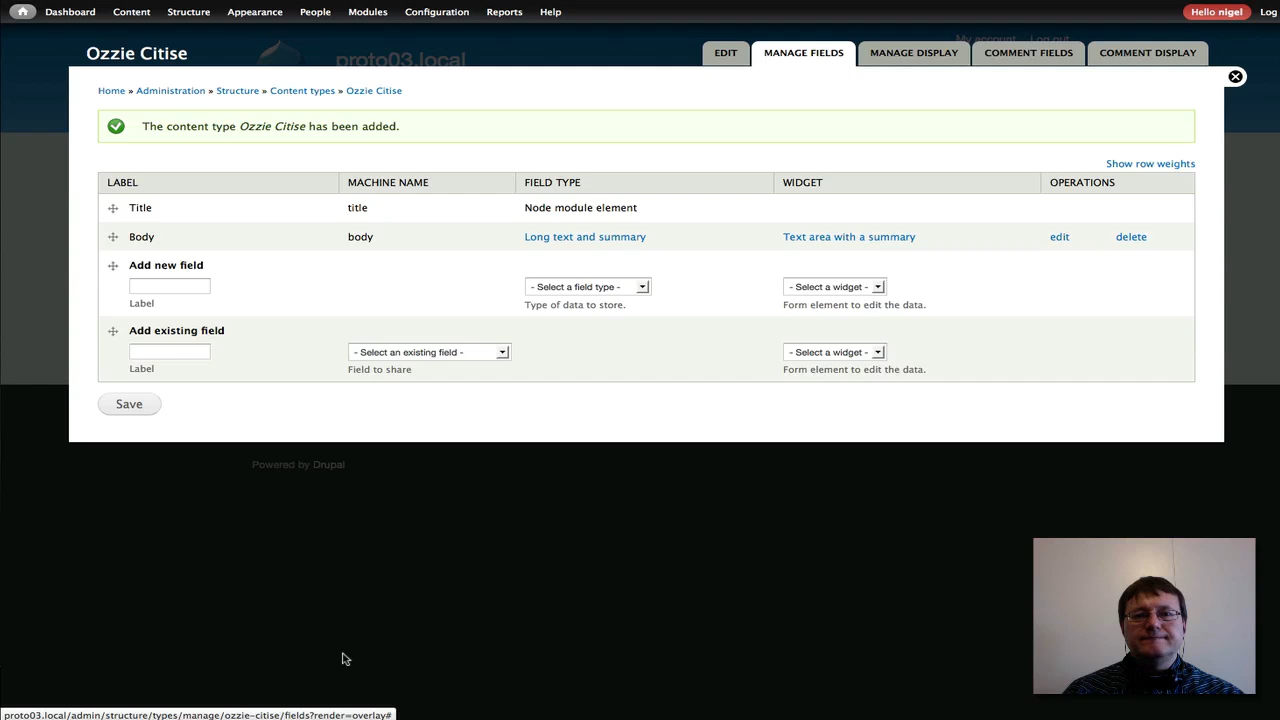 Dashboard Content Structure Appearance People Modules Configuration Reports Help Hello nigel Log
My account Log out
Ozzie Citise proto03.local EDIT MANAGE FIELDS MANAGE DISPLAY COMMENT FIELDS COMMENT DISPLAY
Home » Administration » Structure » Content types » Ozzie Citise
The content type Ozzie Citise has been added.
Show row weights
LABEL MACHINE NAME FIELD TYPE WIDGET OPERATIONS
Title title Node module element
Body body Long text and summary Text area with a summary edit delete
Add new field
- Select a field type - - Select a widget -
Label Type of data to store. Form element to edit the data.
Add existing field
- Select an existing field - - Select a widget -
Label Field to share Form element to edit the data.
Save
Powered by Drupal
proto03.local/admin/structure/types/manage/ozzie-citise/fields?render=overlay#